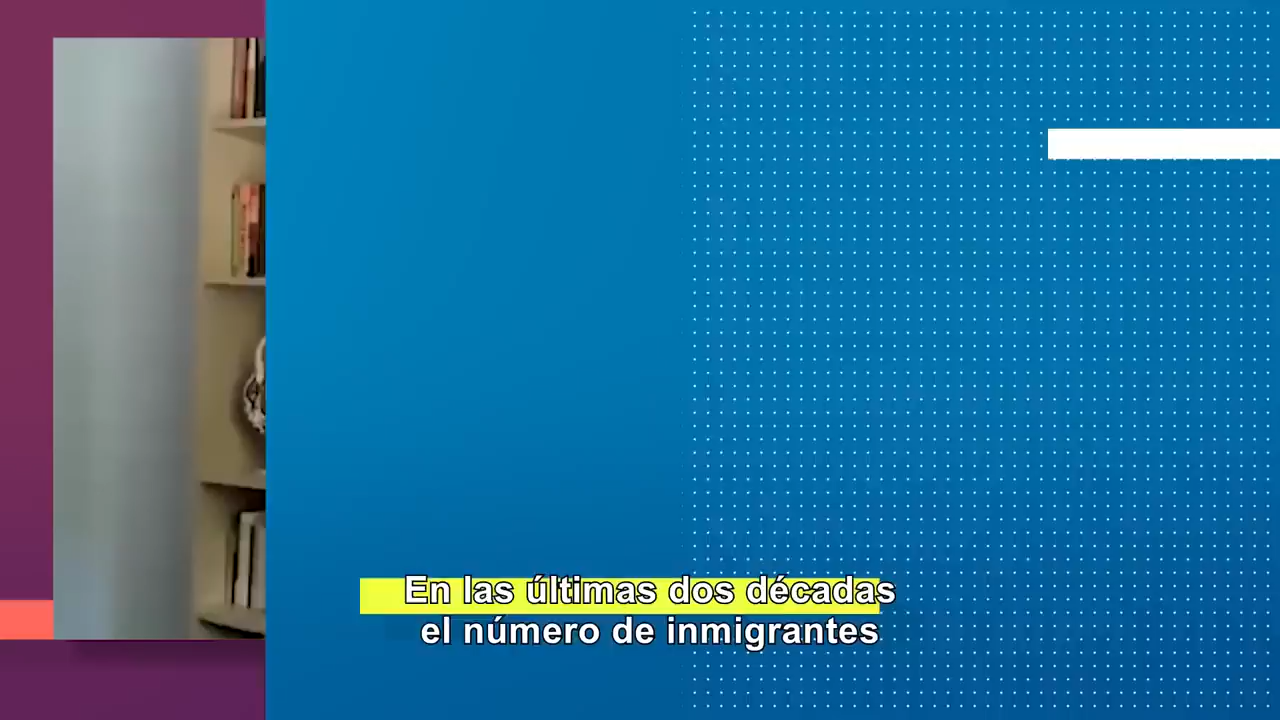 En las últimas dos décadas
el número de inmigrantes